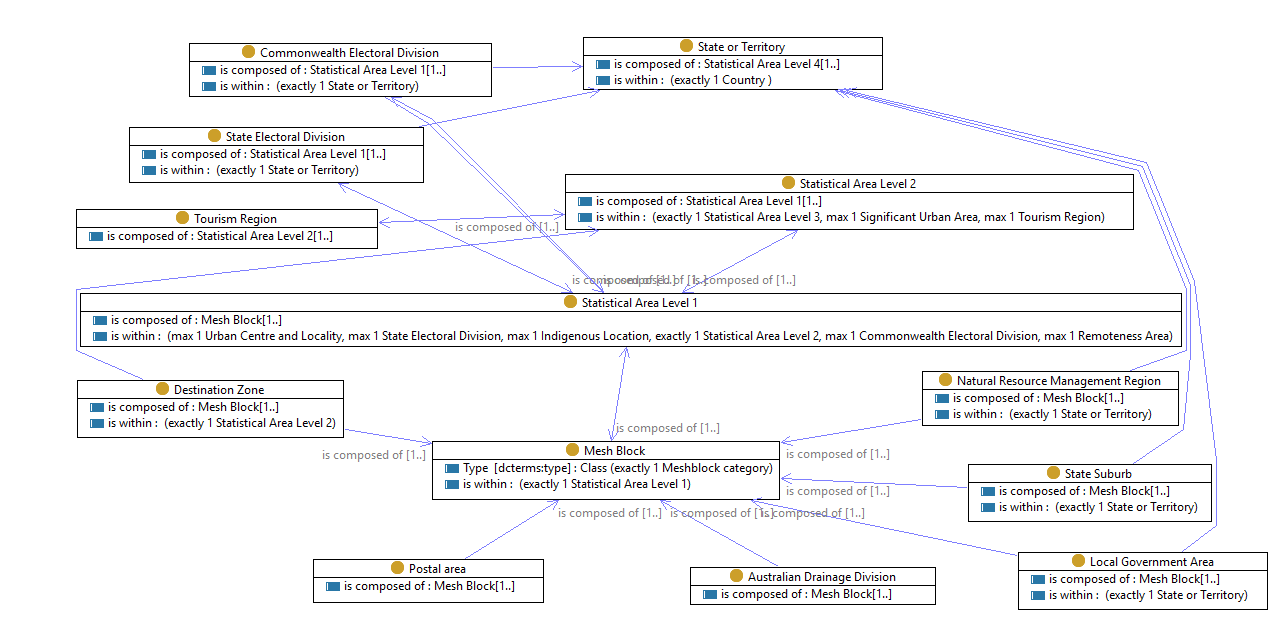 Commonwealth Electoral Division
is composed of : Statistical Area Level 1[1..]
is within : (exactly 1 State or Territory)
State or Territory
is composed of : Statistical Area Level 4[1..]
is within : (exactly 1 Country )
State Electoral Division
is composed of : Statistical Area Level 1[1..]
is within : (exactly 1 State or Territory)
Statistical Area Level 2
is composed of : Statistical Area Level 1[1..]
is within : (exactly 1 Statistical Area Level 3, max 1 Significant Urban Area, max 1 Tourism Region)
Tourism Region
is composed of : Statistical Area Level 2[1..]
is composed of [1..]
is composed of [1..]
is composed of [1..]
is composed of [1..]
Statistical Area Level 1
is composed of : Mesh Block[1..]
is within : (max 1 Urban Centre and Locality, max 1 State Electoral Division, max 1 Indigenous Location, exactly 1 Statistical Area Level 2, max 1 Commonwealth Electoral Division, max 1 Remoteness Area)
Destination Zone
is composed of : Mesh Block[1..]
is within : (exactly 1 Statistical Area Level 2)
Natural Resource Management Region
is composed of : Mesh Block[1..]
is within : (exactly 1 State or Territory)
is composed of [1..]
is composed of [1..]
is composed of [1..]
Mesh Block
Type [dcterms:type] : Class (exactly 1 Meshblock category)
is within : (exactly 1 Statistical Area Level 1)
State Suburb
is composed of : Mesh Block[1..]
is within : (exactly 1 State or Territory)
is composed of [1..]
is composed of [1..]
is composed of [1..]
is composed of [1..]
Postal area
is composed of : Mesh Block[1..]
Australian Drainage Division
is composed of : Mesh Block[1..]
Local Government Area
is composed of : Mesh Block[1..]
is within : (exactly 1 State or Territory)